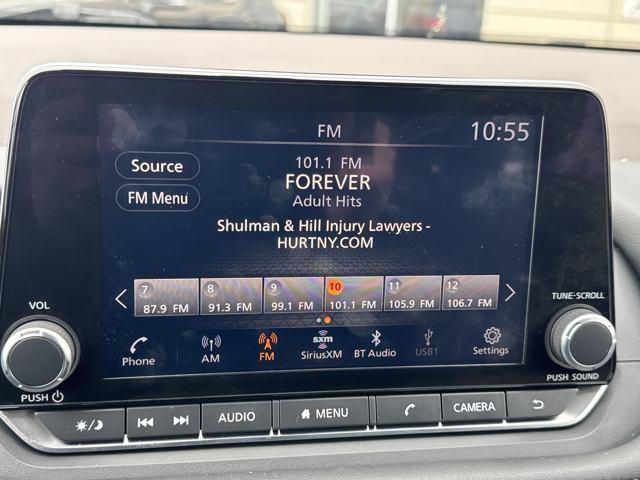 FM
10:55
Source
FM Menu
101.1 FM
FOREVER
Adult Hits
Shulman & Hill Injury Lawyers -
HURTNY.COM
7
87.9 FM
8
91.3 FM
9
99.1 FM
10
101.1 FM
11
105.9 FM
12
106.7 FM
Phone
AM
FM
sxm
SiriusXM
BT Audio
USB1
Settings
VOL
PUSH
TUNE·SCROLL
PUSH SOUND
AUDIO
MENU
CAMERA